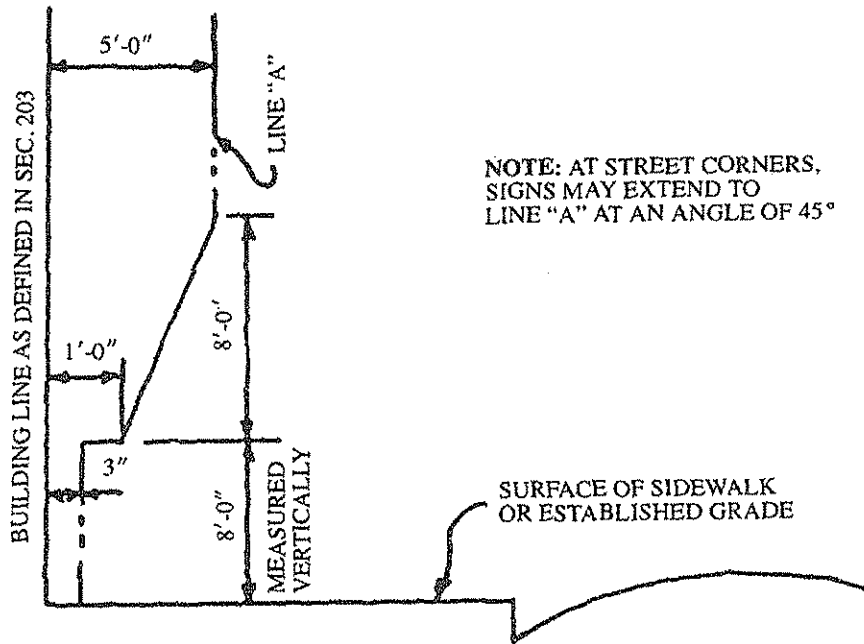 5'-0"
LINE "A"
BUILDING LINE AS DEFINED IN SEC. 203
NOTE: AT STREET CORNERS,
SIGNS MAY EXTEND TO
LINE "A" AT AN ANGLE OF 45°
8'-0"
1'-0"
3"
8'-0"
MEASURED
VERTICALLY
SURFACE OF SIDEWALK
OR ESTABLISHED GRADE